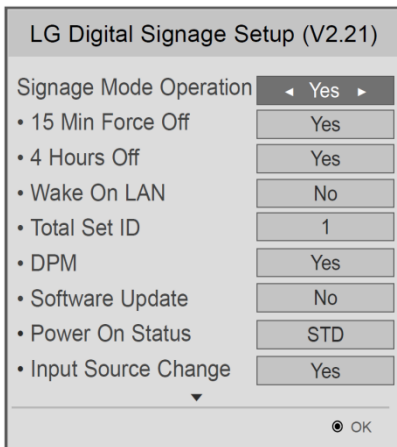 LG Digital Signage Setup (V2.21)
Signage Mode Operation ◄ Yes ►
• 15 Min Force Off Yes
• 4 Hours Off Yes
• Wake On LAN No
• Total Set ID 1
• DPM Yes
• Software Update No
• Power On Status STD
• Input Source Change Yes
▼
◉ OK